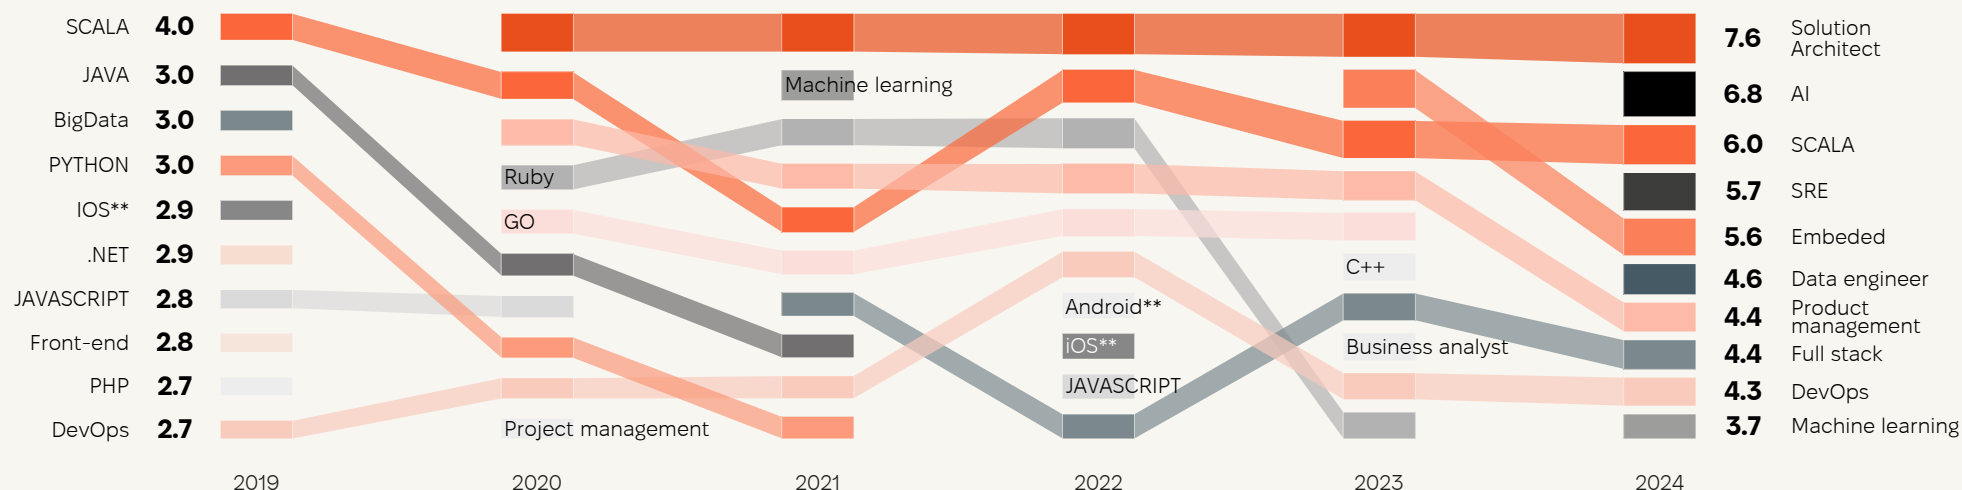 SCALA 4.0
JAVA 3.0
BigData 3.0
PYTHON 3.0
IOS** 2.9
.NET 2.9
JAVASCRIPT 2.8
Front-end 2.8
PHP 2.7
DevOps 2.7
Ruby
GO
Project management
Machine learning
Android**
iOS**
JAVASCRIPT
C++
Business analyst
7.6 Solution
Architect
6.8 AI
6.0 SCALA
5.7 SRE
5.6 Embeded
4.6 Data engineer
4.4 Product
management
4.4 Full stack
4.3 DevOps
3.7 Machine learning
2019 2020 2021 2022 2023 2024